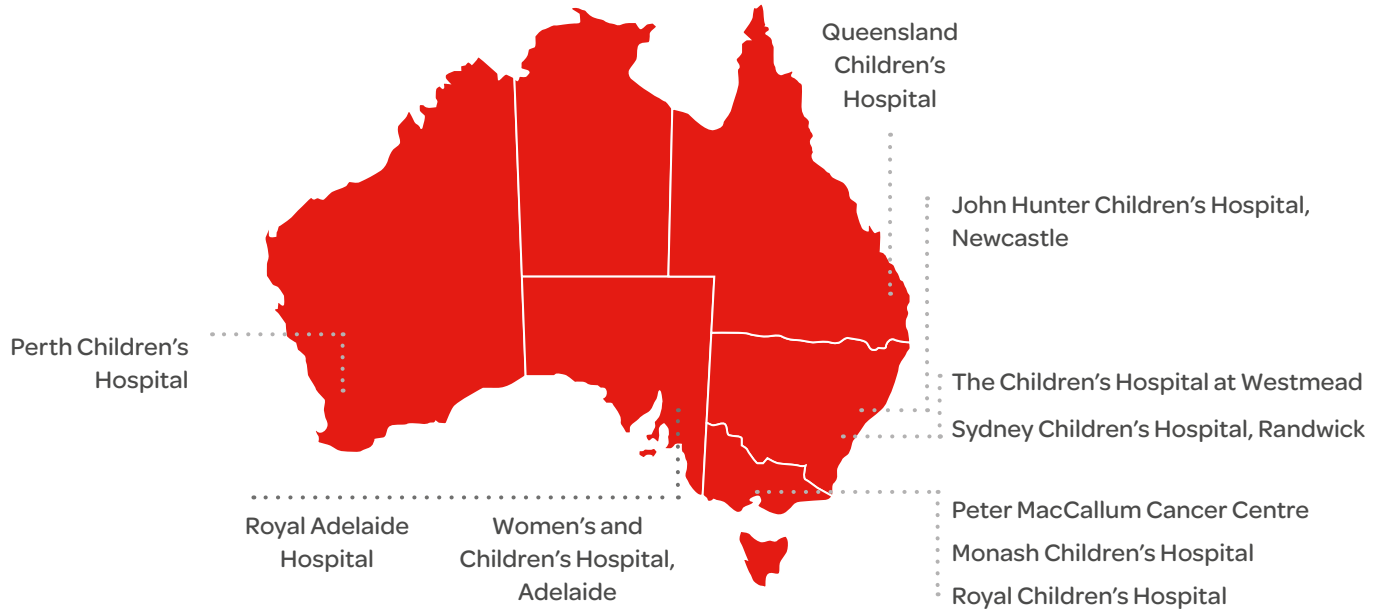 Queensland
Children's
Hospital
John Hunter Children's Hospital,
Newcastle
Perth Children's
Hospital
The Children's Hospital at Westmead
Sydney Children's Hospital, Randwick
Royal Adelaide
Hospital
Women's and
Children's Hospital,
Adelaide
Peter MacCallum Cancer Centre
Monash Children's Hospital
Royal Children's Hospital